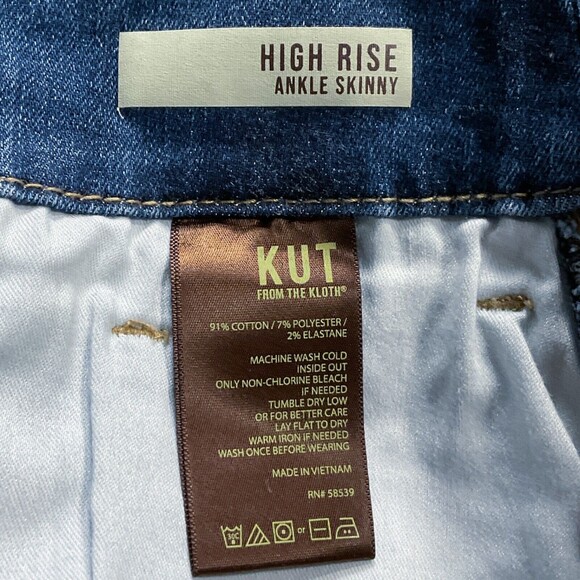 HIGH RISE
ANKLE SKINNY
KUT
FROM THE KLOTH®
91% COTTON / 7% POLYESTER /
2% ELASTANE
MACHINE WASH COLD
INSIDE OUT
ONLY NON-CHLORINE BLEACH
IF NEEDED
TUMBLE DRY LOW
OR FOR BETTER CARE
LAY FLAT TO DRY
WARM IRON IF NEEDED
WASH ONCE BEFORE WEARING
MADE IN VIETNAM
RN# 58539
30C or